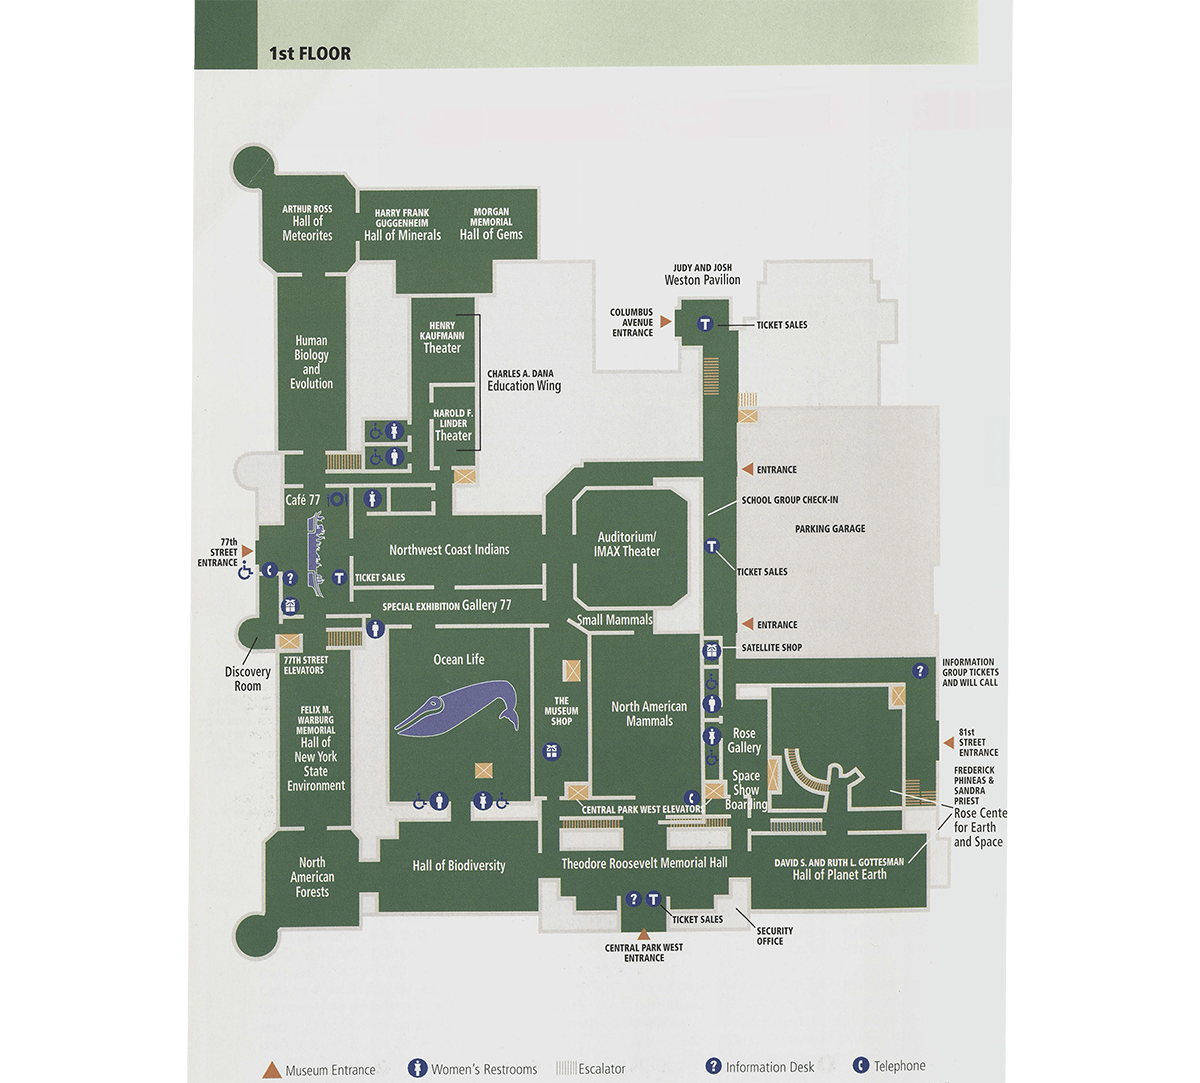 1st FLOOR
ARTHUR ROSS
Hall of
Meteorites
HARRY FRANK
GUGGENHEIM
Hall of Minerals
MORGAN
MEMORIAL
Hall of Gems
JUDY AND JOSH
Weston Pavilion
COLUMBUS
AVENUE
ENTRANCE
T
TICKET SALES
HENRY
KAUFMANN
Theater
Human
Biology
and
Evolution
CHARLES A. DANA
Education Wing
HAROLD F.
LINDER
Theater
ENTRANCE
Café 77
SCHOOL GROUP CHECK-IN
PARKING GARAGE
Auditorium/
IMAX Theater
77th
STREET
ENTRANCE
Northwest Coast Indians
T
TICKET SALES
?
T
TICKET SALES
SPECIAL EXHIBITION Gallery 77
Small Mammals
ENTRANCE
SATELLITE SHOP
Discovery
Room
77TH STREET
ELEVATORS
Ocean Life
?
INFORMATION
GROUP TICKETS
AND WILL CALL
FELIX M.
WARBURG
MEMORIAL
Hall of
New York
State
Environment
THE
MUSEUM
SHOP
North American
Mammals
Rose
Gallery
Space
Show
Boarding
81st
STREET
ENTRANCE
FREDERICK
PHINEAS &
SANDRA
PRIEST
Rose Cente
for Earth
and Space
CENTRAL PARK WEST ELEVATORS
North
American
Forests
Hall of Biodiversity
Theodore Roosevelt Memorial Hall
DAVID S. AND RUTH L. GOTTESMAN
Hall of Planet Earth
?
T
TICKET SALES
SECURITY
OFFICE
CENTRAL PARK WEST
ENTRANCE
Museum Entrance
Women's Restrooms
Escalator
?
Information Desk
Telephone